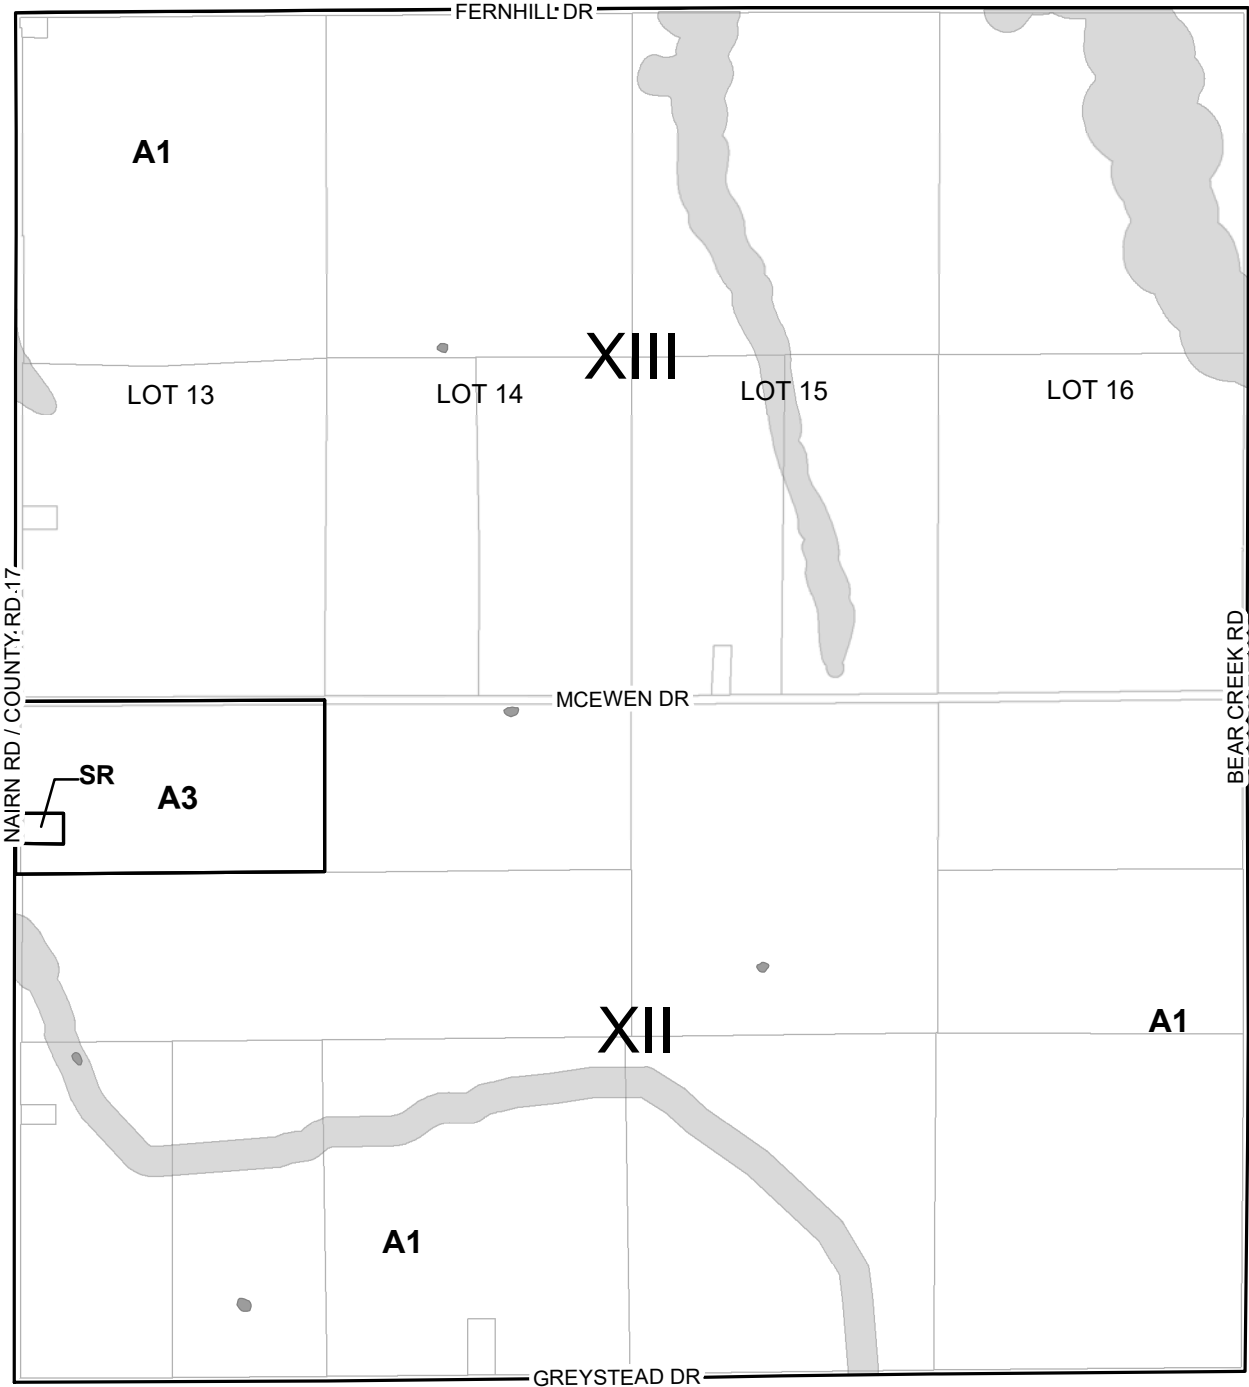 FERNHILL DR
A1
XIII
LOT 13
LOT 14
LOT 15
LOT 16
NAIRN RD / COUNTY RD 17
BEAR CREEK RD
MCEWEN DR
SR
A3
XII
A1
A1
GREYSTEAD DR